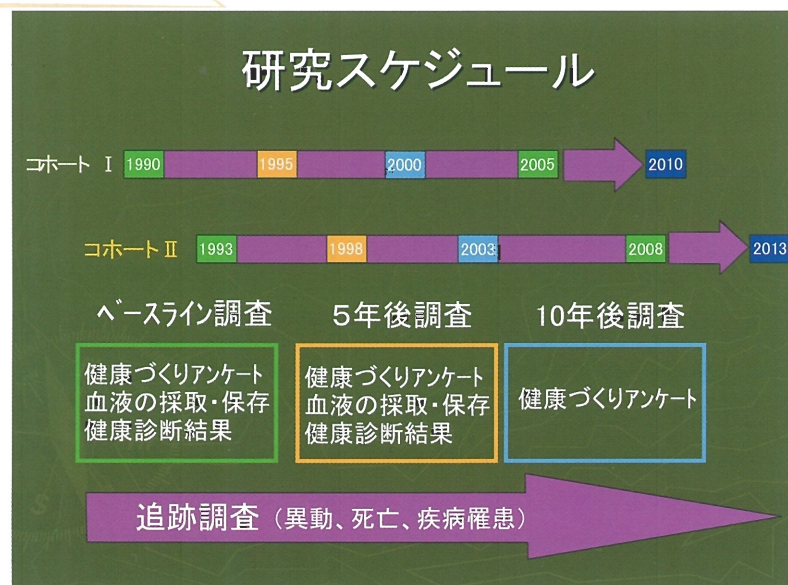 研究スケジュール
コホート Ⅰ 1990 1995 2000 2005 2010
コホートⅡ 1993 1998 2003 2008 2013
ベースライン調査 5年後調査 10年後調査
健康づくりアンケート 健康づくりアンケート 健康づくりアンケート
血液の採取・保存 血液の採取・保存
健康診断結果 健康診断結果
追跡調査（異動、死亡、疾病罹患）